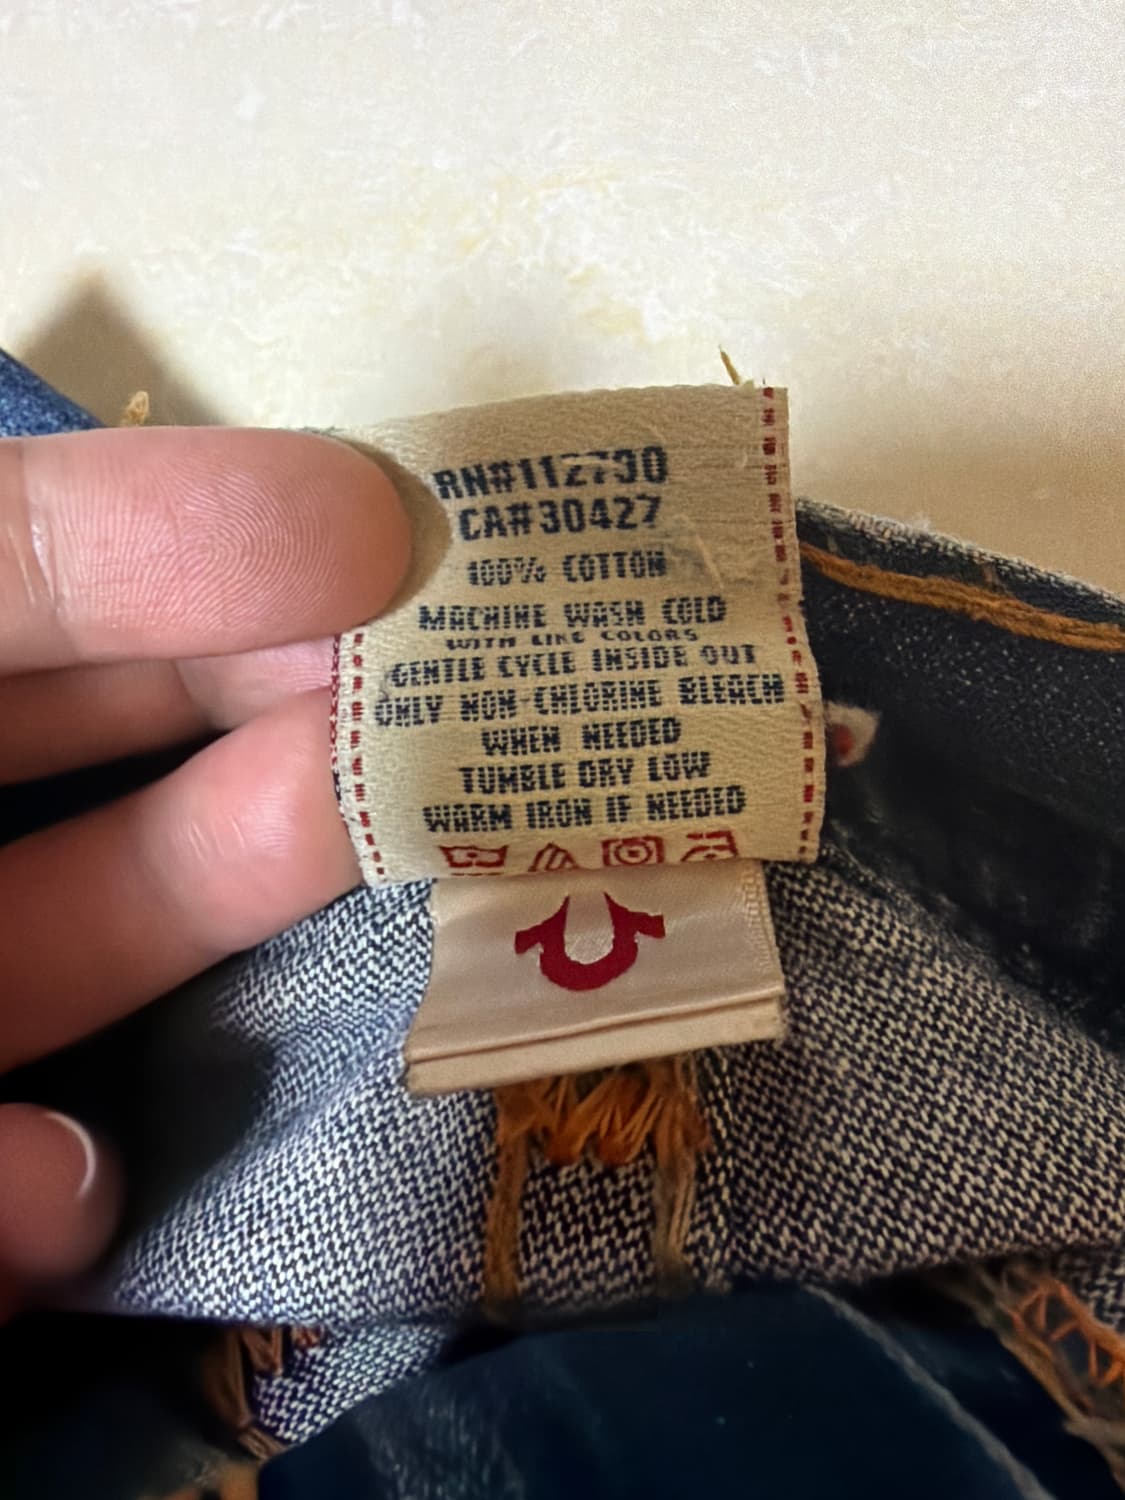 RN#112790
CA#30427
100% COTTON
MACHINE WASH COLD
WITH LIKE COLORS
GENTLE CYCLE INSIDE OUT
ONLY NON-CHLORINE BLEACH
WHEN NEEDED
TUMBLE DRY LOW
WARM IRON IF NEEDED